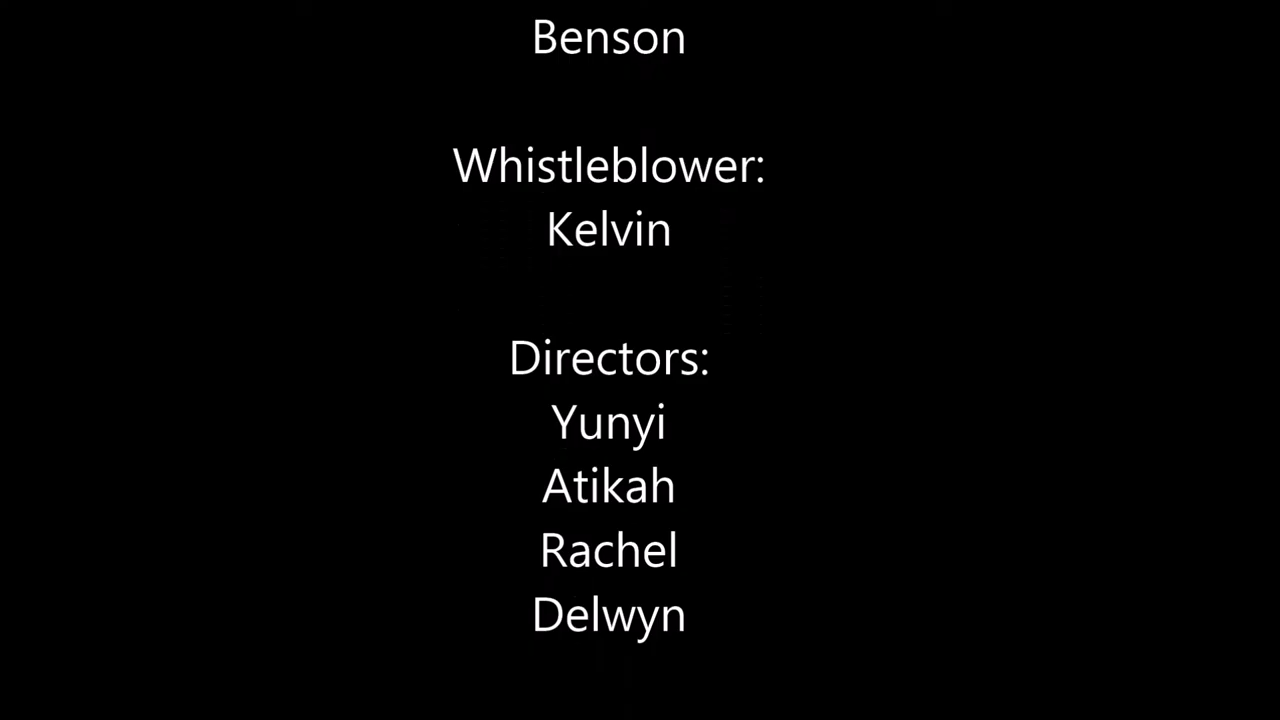 Benson
Whistleblower:
Kelvin
Directors:
Yunyi
Atikah
Rachel
Delwyn